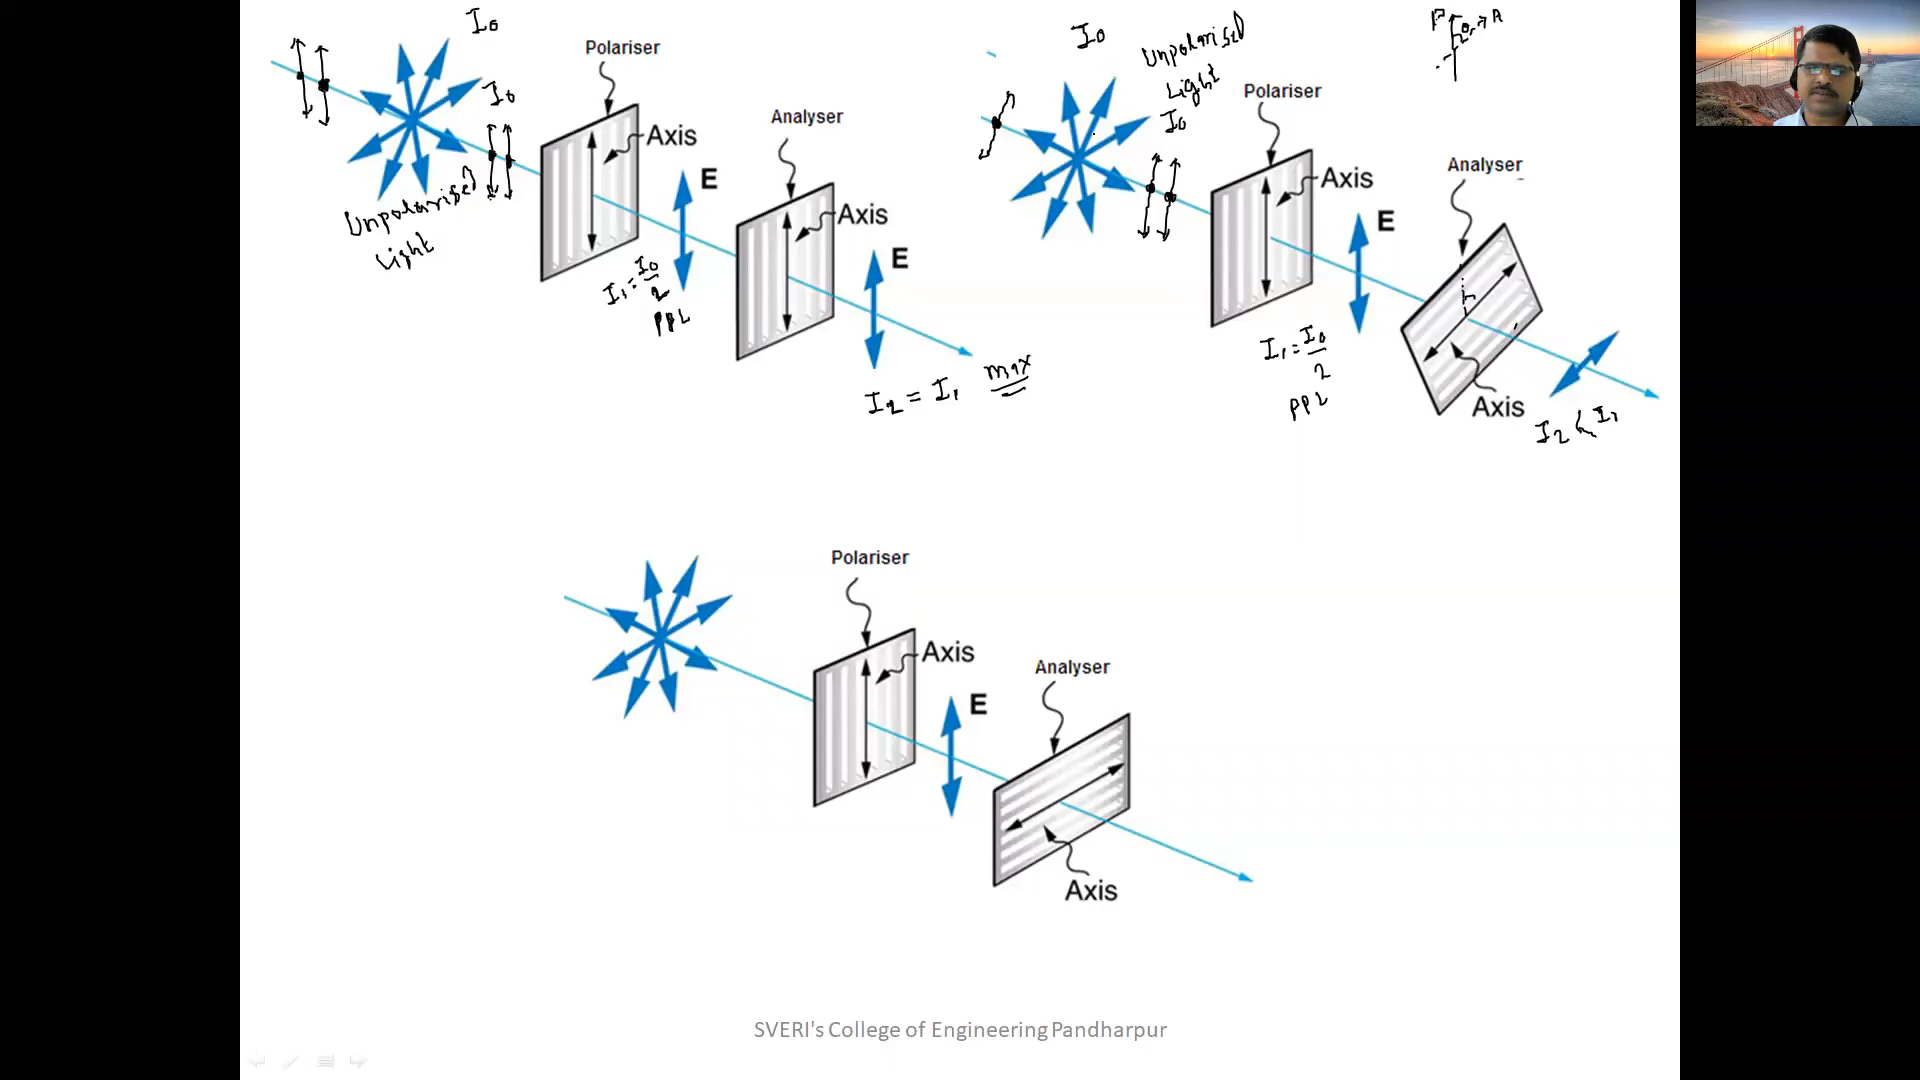 I₀
Polariser
I₀
Axis
Analyser
E
Axis
E
Unpolarised
Light
I₁ = I₀/2
PPL
I₂ = I₁ max
I₀
Unpolarised
Light
I₀
Polariser
P
A
Axis
Analyser
E
I₁ = I₀/2
PPL
Axis
I₂ < I₁
Polariser
Axis
Analyser
E
Axis
SVERI's College of Engineering Pandharpur